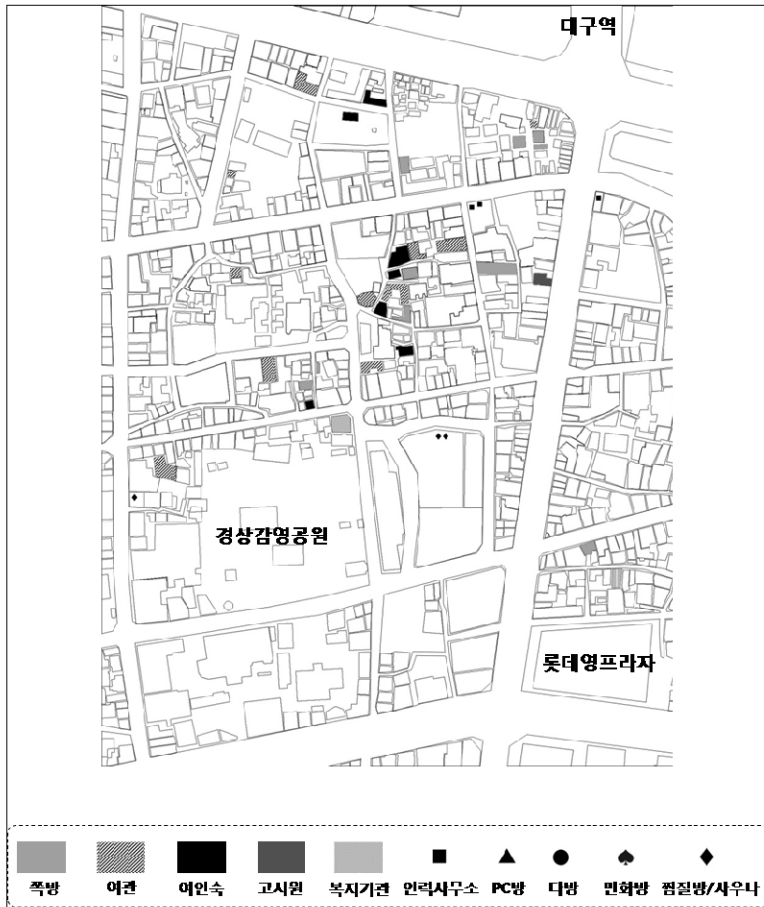 대구역
경상감영공원
롯데영프라자
쪽방
여관
여인숙
고시원
복지기관
인력사무소
PC방
다방
만화방
찜질방/사우나